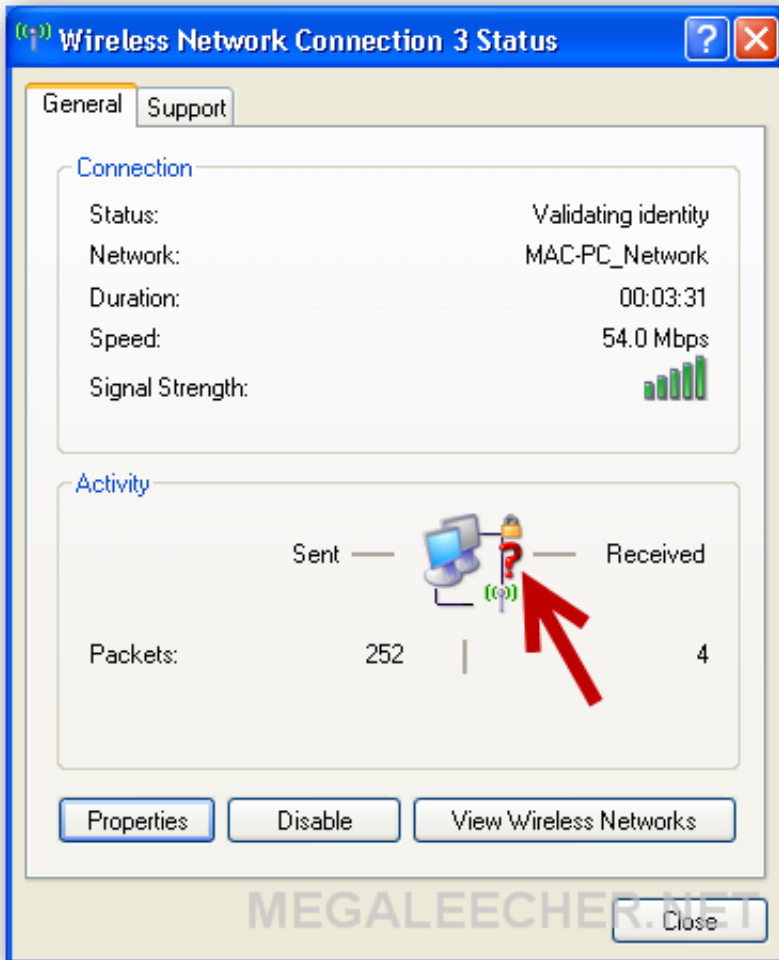 Wireless Network Connection 3 Status
General Support
Connection
Status: Validating identity
Network: MAC-PC_Network
Duration: 00:03:31
Speed: 54.0 Mbps
Signal Strength:
Activity
Sent Received
Packets: 252 4
Properties Disable View Wireless Networks
MEGALEECHER.NET
Close